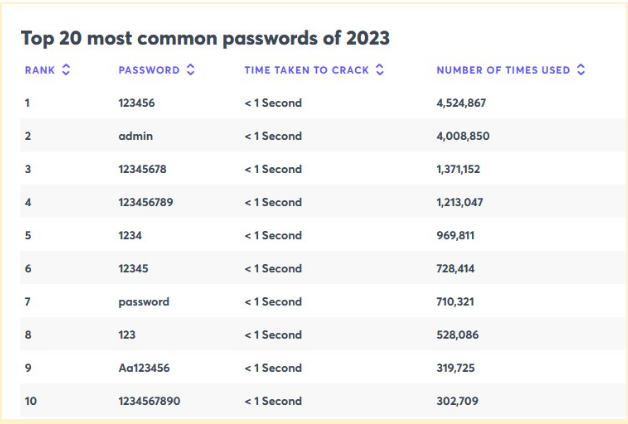 Top 20 most common passwords of 2023
RANK PASSWORD TIME TAKEN TO CRACK NUMBER OF TIMES USED
1 123456 < 1 Second 4,524,867
2 admin < 1 Second 4,008,850
3 12345678 < 1 Second 1,371,152
4 123456789 < 1 Second 1,213,047
5 1234 < 1 Second 969,811
6 12345 < 1 Second 728,414
7 password < 1 Second 710,321
8 123 < 1 Second 528,086
9 Aa123456 < 1 Second 319,725
10 1234567890 < 1 Second 302,709